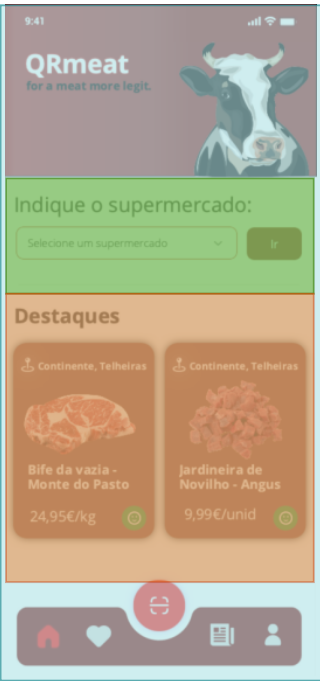 9:41
QRmeat
for a meat more legit.
Indique o supermercado:
Selecione um supermercado
Ir
Destaques
Continente, Telheiras
Continente, Telheiras
Bife da vazia -
Monte do Pasto
24,95€/kg
Jardineira de
Novilho - Angus
9,99€/unid